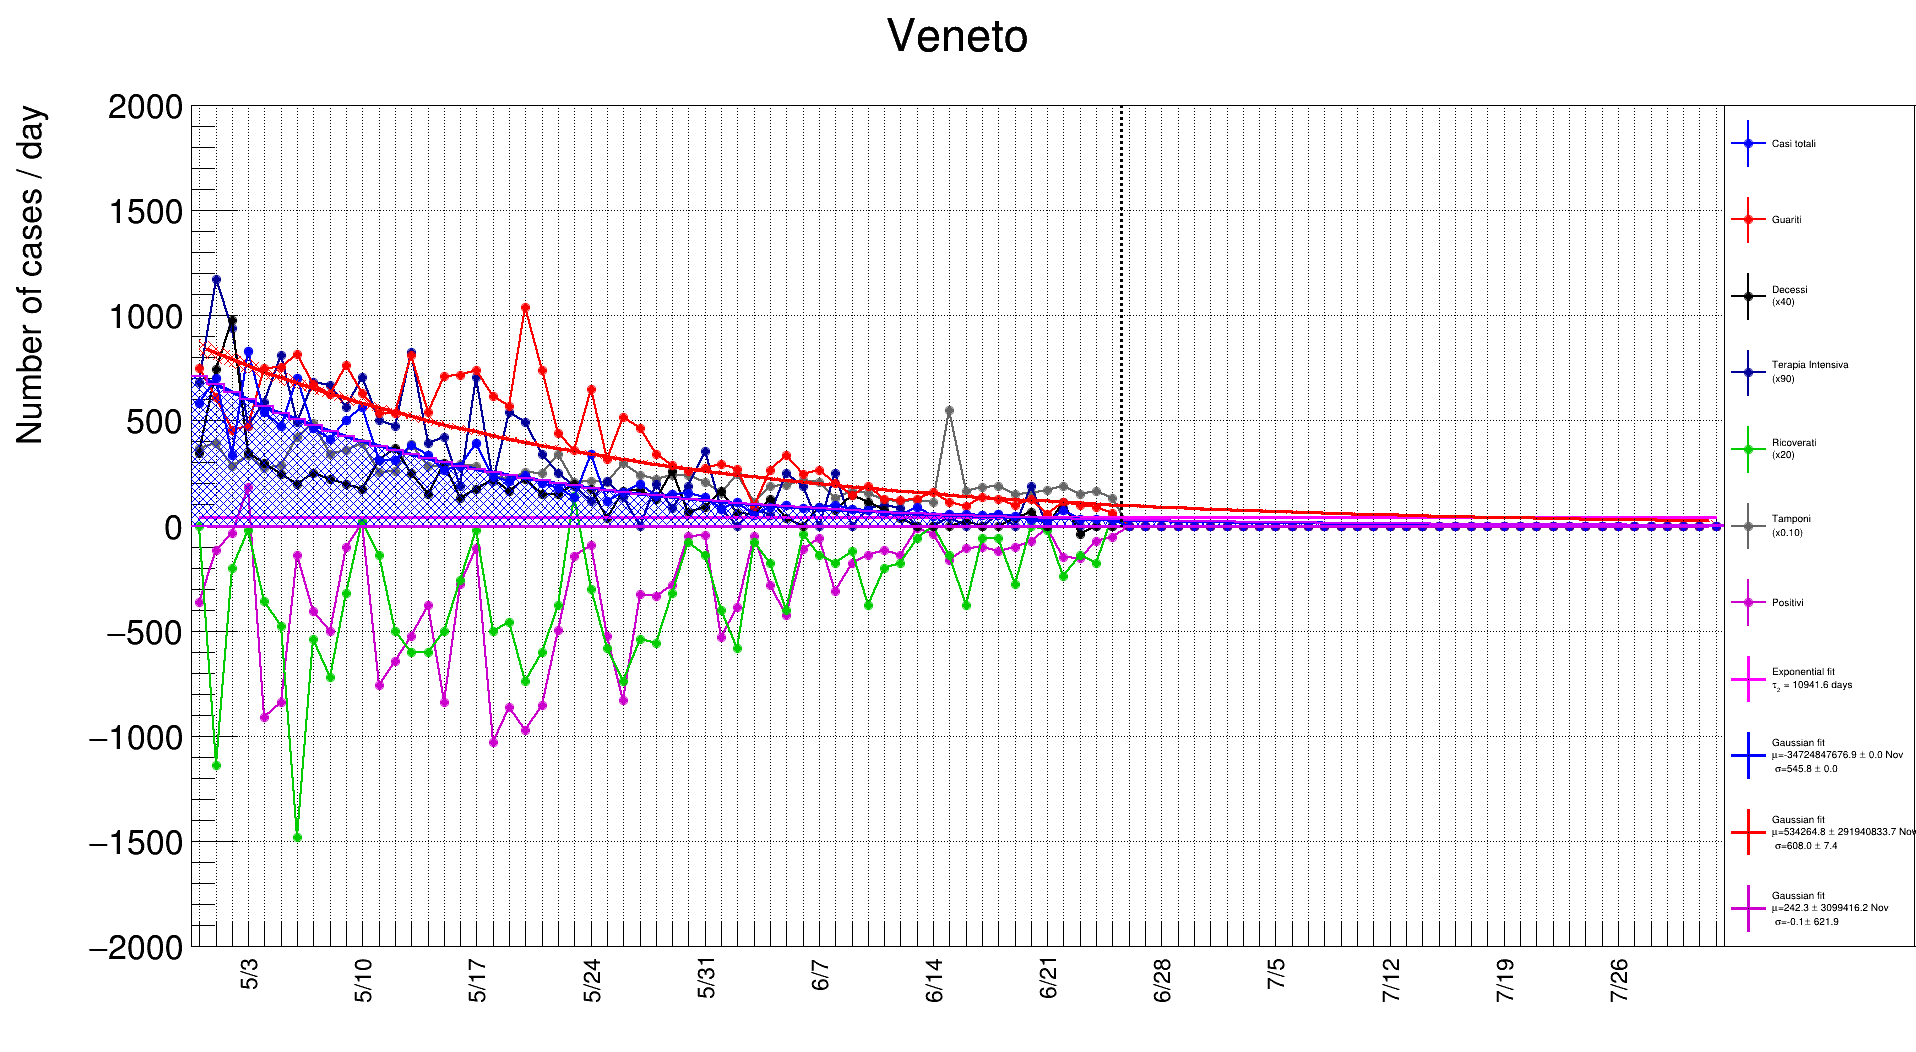 Veneto
Number of cases / day
2000
1500
1000
500
0
−500
−1000
−1500
−2000
5/3
5/10
5/17
5/24
5/31
6/7
6/14
6/21
6/28
7/5
7/12
7/19
7/26
Casi totali
Guariti
Decessi
(x40)
Terapia Intensiva
(x90)
Ricoverati
(x20)
Tamponi
(x0.10)
Positivi
Exponential fit
τ₂ = 10941.6 days
Gaussian fit
μ=-34724847676.9 ± 0.0 Nov
σ=545.8 ± 0.0
Gaussian fit
μ=534264.8 ± 291940833.7 Nov
σ=608.0 ± 7.4
Gaussian fit
μ=242.3 ± 3099416.2 Nov
σ=-0.1± 621.9